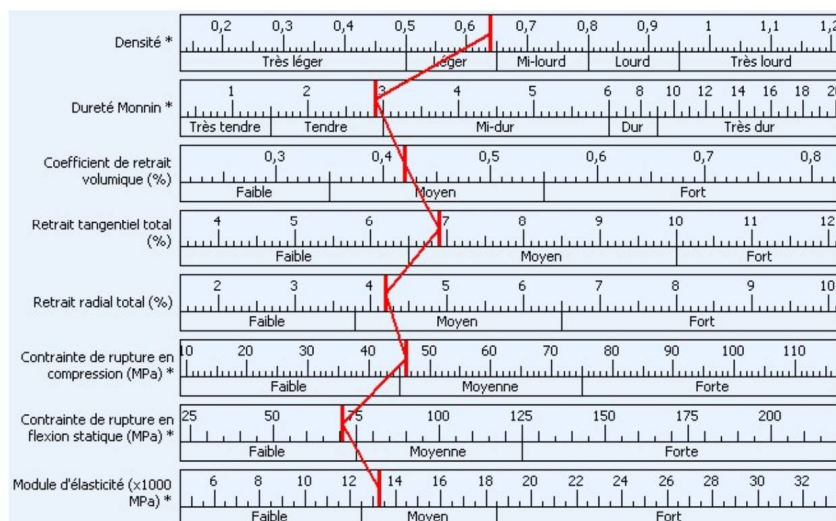 Densité *
0,2 0,3 0,4 0,5 0,6 0,7 0,8 0,9 1 1,1 1,2
Très léger Léger Mi-lourd Lourd Très lourd
Dureté Monnin *
1 2 3 4 5 6 8 10 12 14 16 18 20
Très tendre Tendre Mi-dur Dur Très dur
Coefficient de retrait
volumique (%)
0,3 0,4 0,5 0,6 0,7 0,8
Faible Moyen Fort
Retrait tangentiel total
(%)
4 5 6 7 8 9 10 11 12
Faible Moyen Fort
Retrait radial total (%)
2 3 4 5 6 7 8 9 10
Faible Moyen Fort
Contrainte de rupture en
compression (MPa) *
10 20 30 40 50 60 70 80 90 100 110
Faible Moyenne Forte
Contrainte de rupture en
flexion statique (MPa) *
25 50 75 100 125 150 175 200
Faible Moyenne Forte
Module d'élasticité (x1000
MPa) *
6 8 10 12 14 16 18 20 22 24 26 28 30 32
Faible Moyen Fort